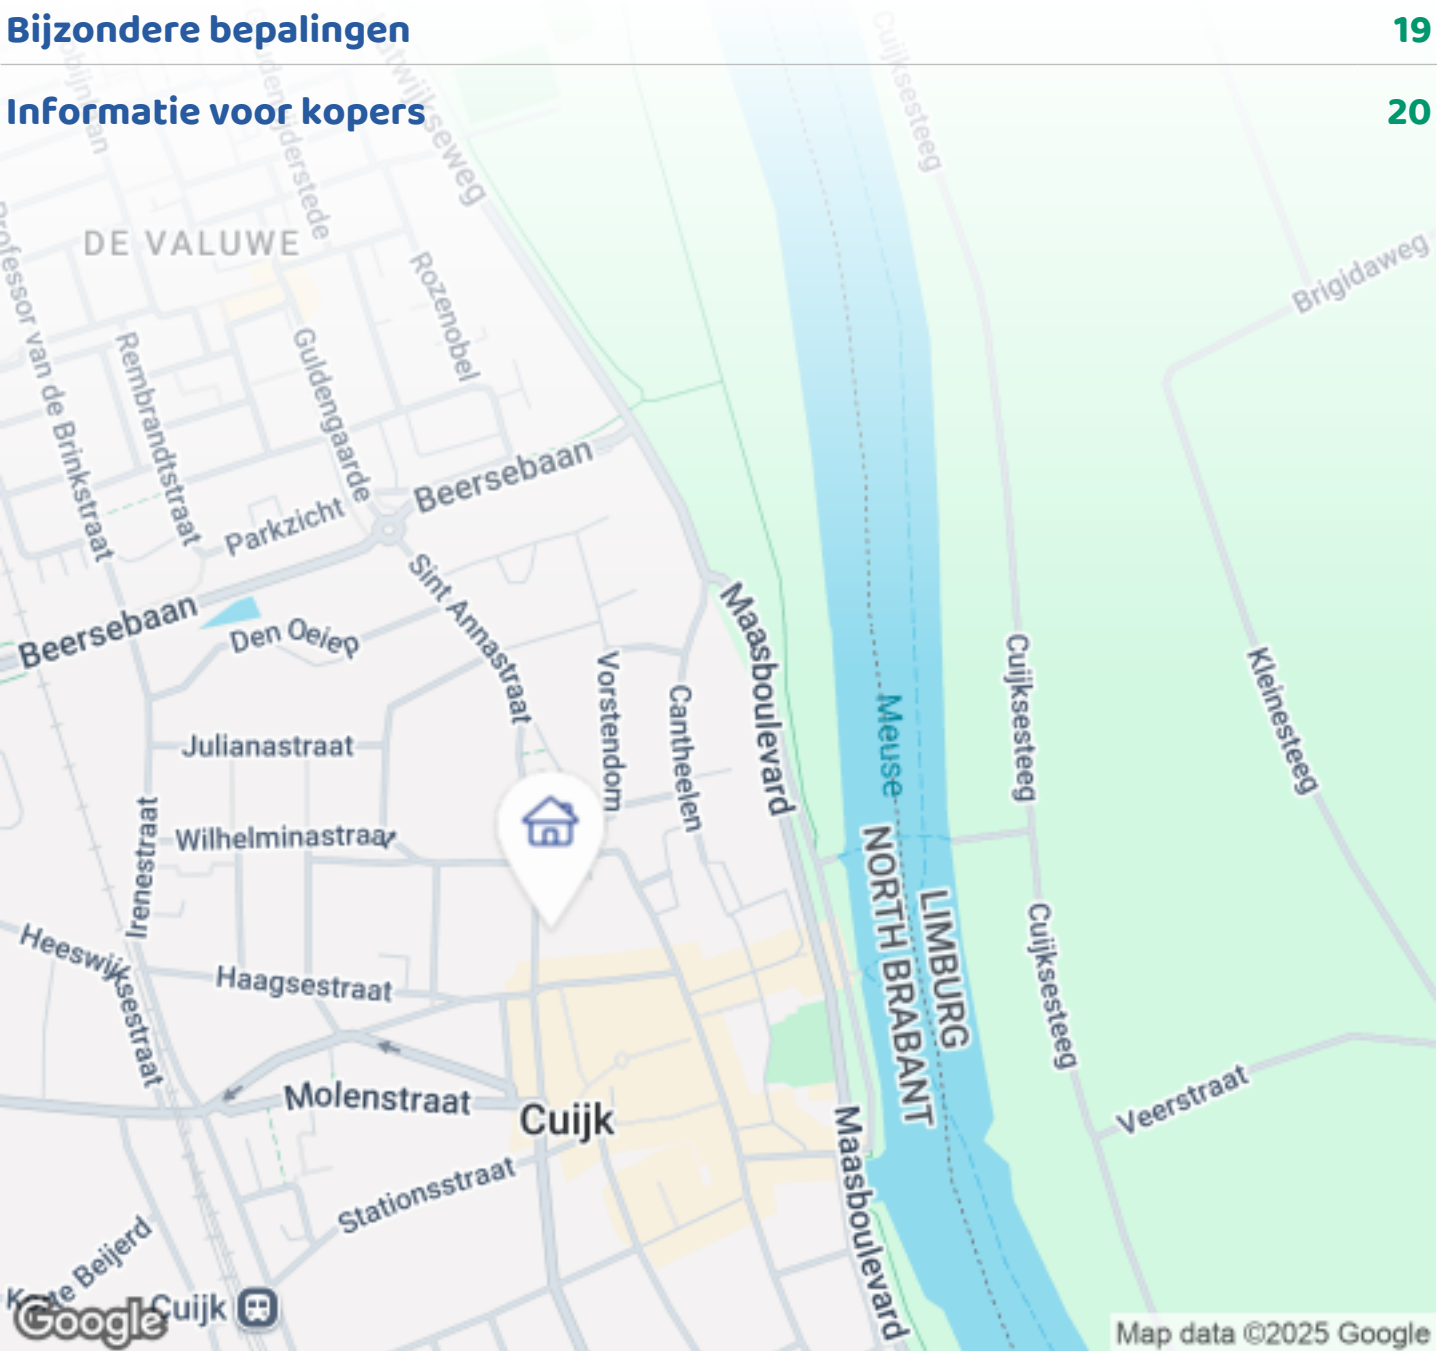 Bijzondere bepalingen 19
Informatie voor kopers 20
Cuijksesteeg
DE VALUWE
Brigidaweg
Rozenobel
Professor van de Brinkstraat
Rembrandtstraat
Guldengaarde
Beersebaan
Parkzicht
Sint Annastraat
Beersebaan
Den Oeiep
Maasboulevard
Vorstendom
Cantheelen
Cuijksesteeg
Kleinesteeg
Meuse
Julianastraat
Wilhelminastraat
Irenestraat
NORTH BRABANT
LIMBURG
Cuijksesteeg
Heeswijksestraat
Haagsestraat
Molenstraat
Cuijk
Veerstraat
Maasboulevard
Stationsstraat
Korte Beijerd
Cuijk
Google
Map data ©2025 Google